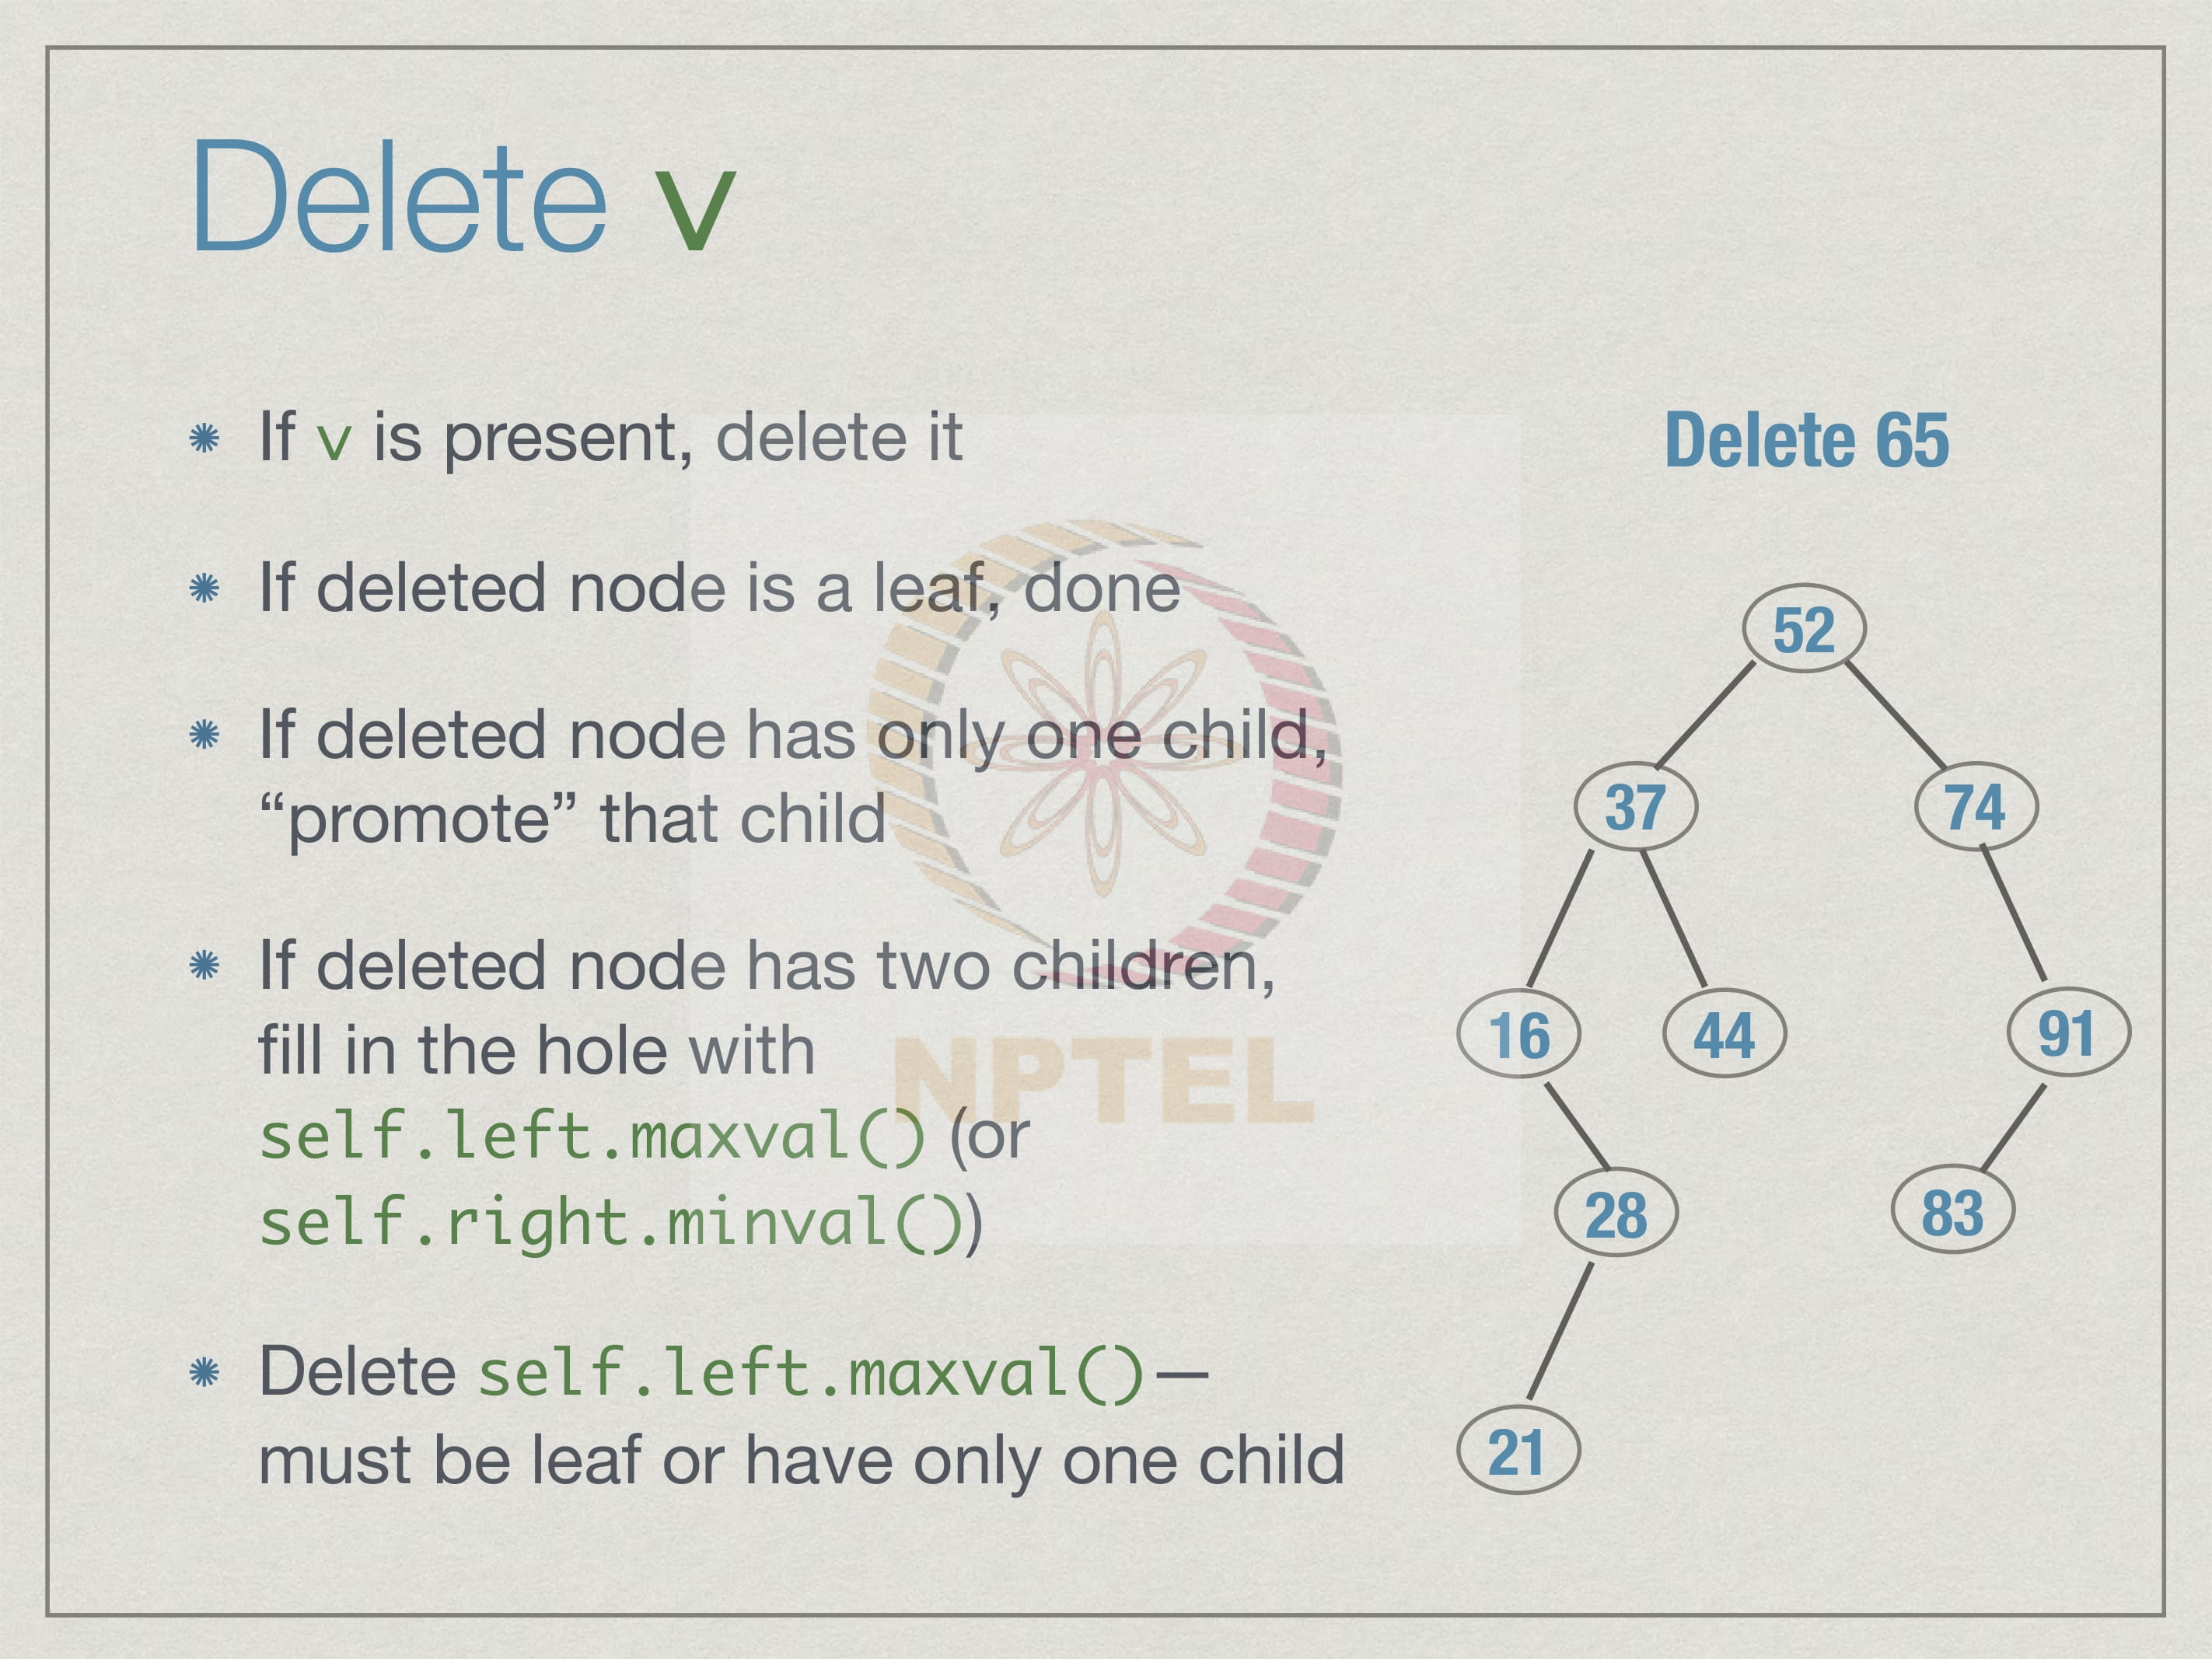 Delete v
If v is present, delete it
If deleted node is a leaf, done
If deleted node has only one child,
“promote” that child
If deleted node has two children,
fill in the hole with
self.left.maxval() (or
self.right.minval())
Delete self.left.maxval()—
must be leaf or have only one child
Delete 65
52
37 74
16 44 91
28 83
21
NPTEL